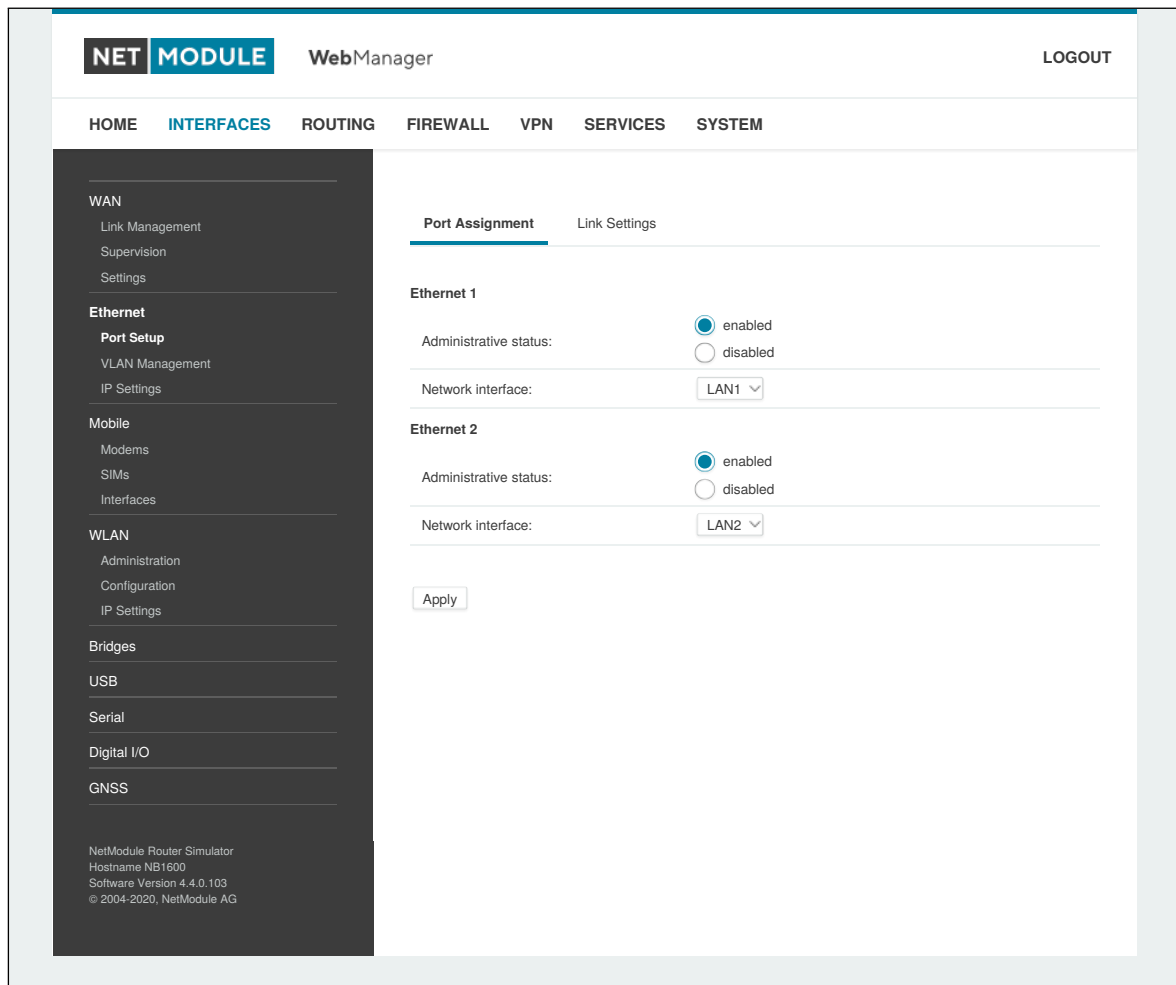 NET MODULE WebManager LOGOUT
HOME INTERFACES ROUTING FIREWALL VPN SERVICES SYSTEM
WAN
Link Management
Supervision
Settings
Ethernet
Port Setup
VLAN Management
IP Settings
Mobile
Modems
SIMs
Interfaces
WLAN
Administration
Configuration
IP Settings
Bridges
USB
Serial
Digital I/O
GNSS
NetModule Router Simulator
Hostname NB1600
Software Version 4.4.0.103
© 2004-2020, NetModule AG
Port Assignment Link Settings
Ethernet 1
Administrative status:
enabled
disabled
Network interface: LAN1
Ethernet 2
Administrative status:
enabled
disabled
Network interface: LAN2
Apply